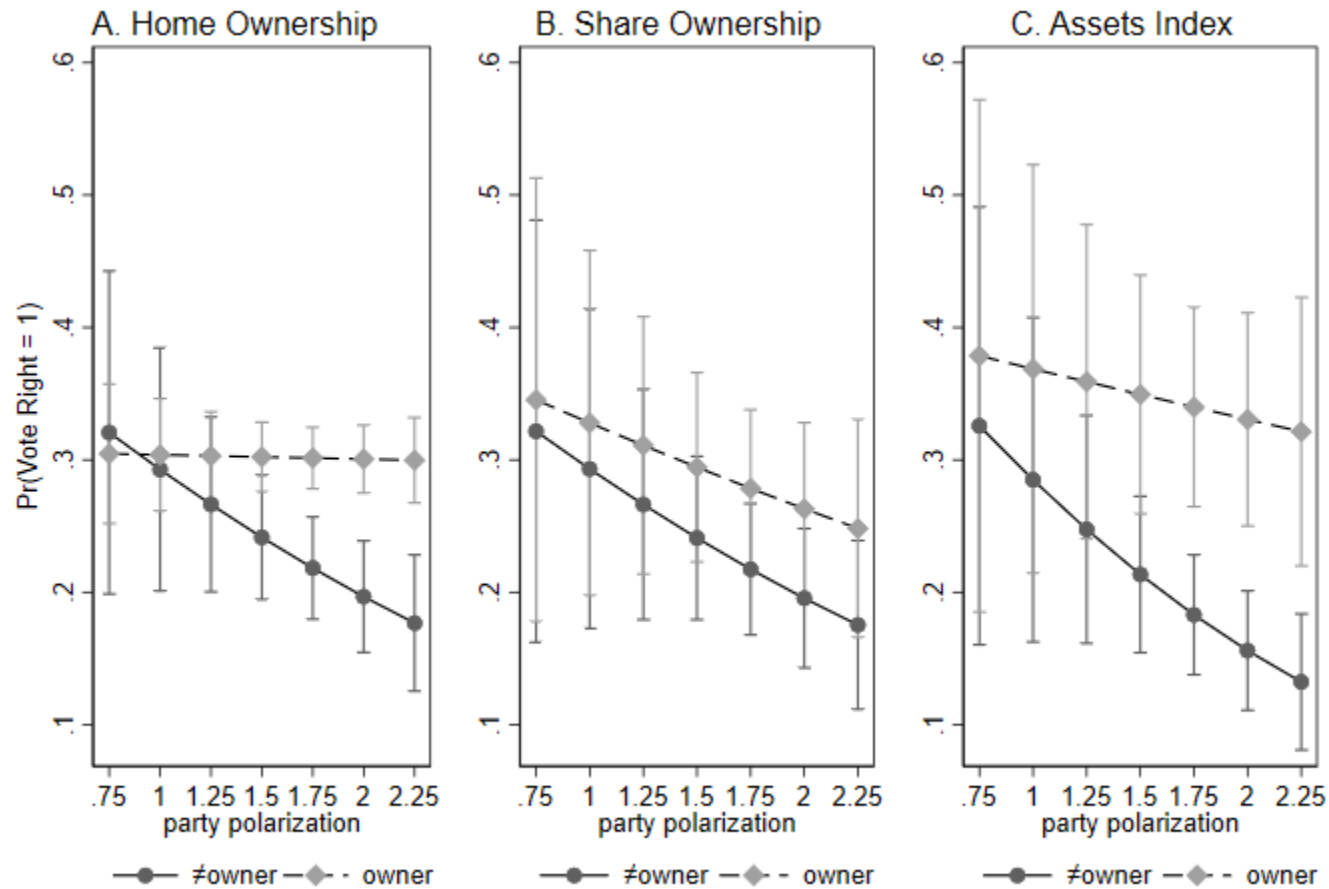 A. Home Ownership
B. Share Ownership
C. Assets Index
Pr(Vote Right = 1)
.6
.5
.4
.3
.2
.1
.75 1 1.25 1.5 1.75 2 2.25
party polarization
≠owner owner
.6
.5
.4
.3
.2
.1
.75 1 1.25 1.5 1.75 2 2.25
party polarization
≠owner owner
.6
.5
.4
.3
.2
.1
.75 1 1.25 1.5 1.75 2 2.25
party polarization
≠owner owner